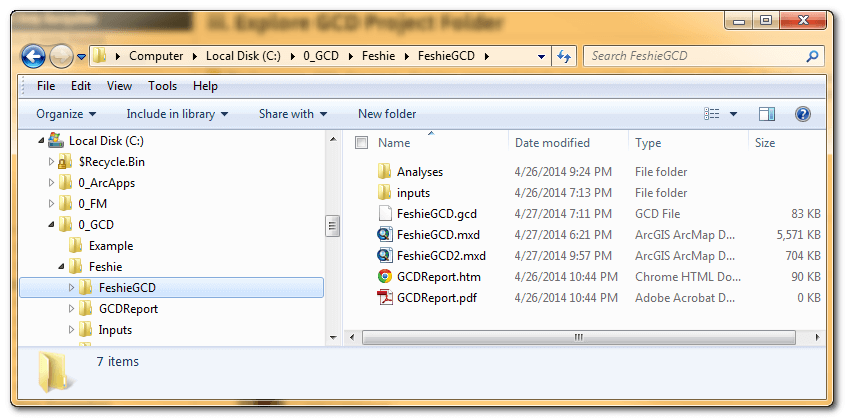 iii. Explore GCD Project Folder
Computer Local Disk (C:) 0_GCD Feshie FeshieGCD Search FeshieGCD
File Edit View Tools Help
Organize Include in library Share with New folder
Local Disk (C:)
$Recycle.Bin
0_ArcApps
0_FM
0_GCD
Example
Feshie
FeshieGCD
GCDReport
Inputs
Name Date modified Type Size
Analyses 4/26/2014 9:24 PM File folder
inputs 4/26/2014 7:13 PM File folder
FeshieGCD.gcd 4/27/2014 7:11 PM GCD File 83 KB
FeshieGCD.mxd 4/27/2014 6:21 PM ArcGIS ArcMap D... 5,571 KB
FeshieGCD2.mxd 4/27/2014 9:57 PM ArcGIS ArcMap D... 704 KB
GCDReport.htm 4/26/2014 10:44 PM Chrome HTML Do... 90 KB
GCDReport.pdf 4/26/2014 10:44 PM Adobe Acrobat D... 0 KB
7 items